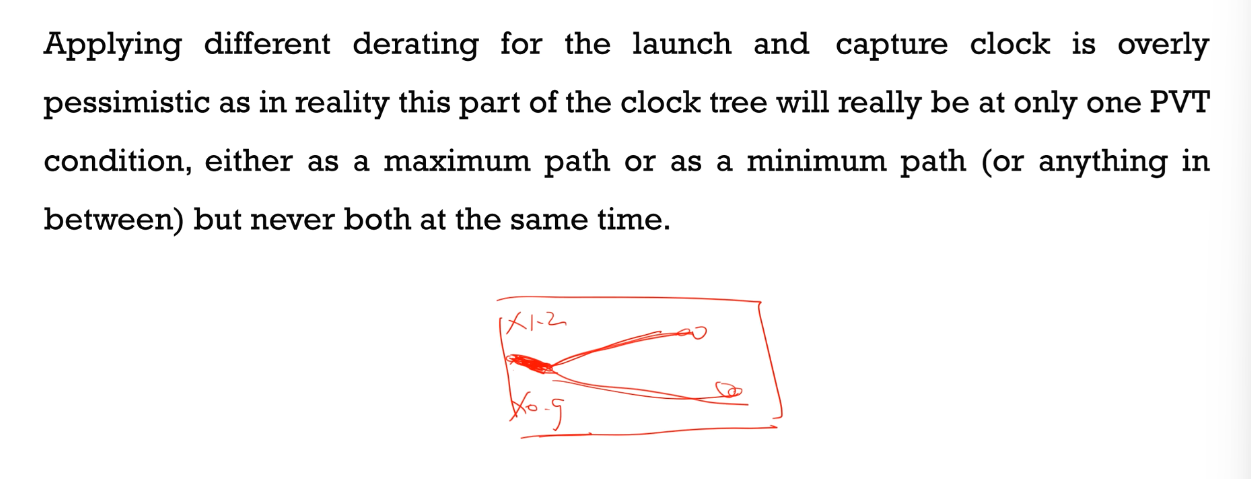 Applying different derating for the launch and capture clock is overly
pessimistic as in reality this part of the clock tree will really be at only one PVT
condition, either as a maximum path or as a minimum path (or anything in
between) but never both at the same time.
X1.2
X0.9